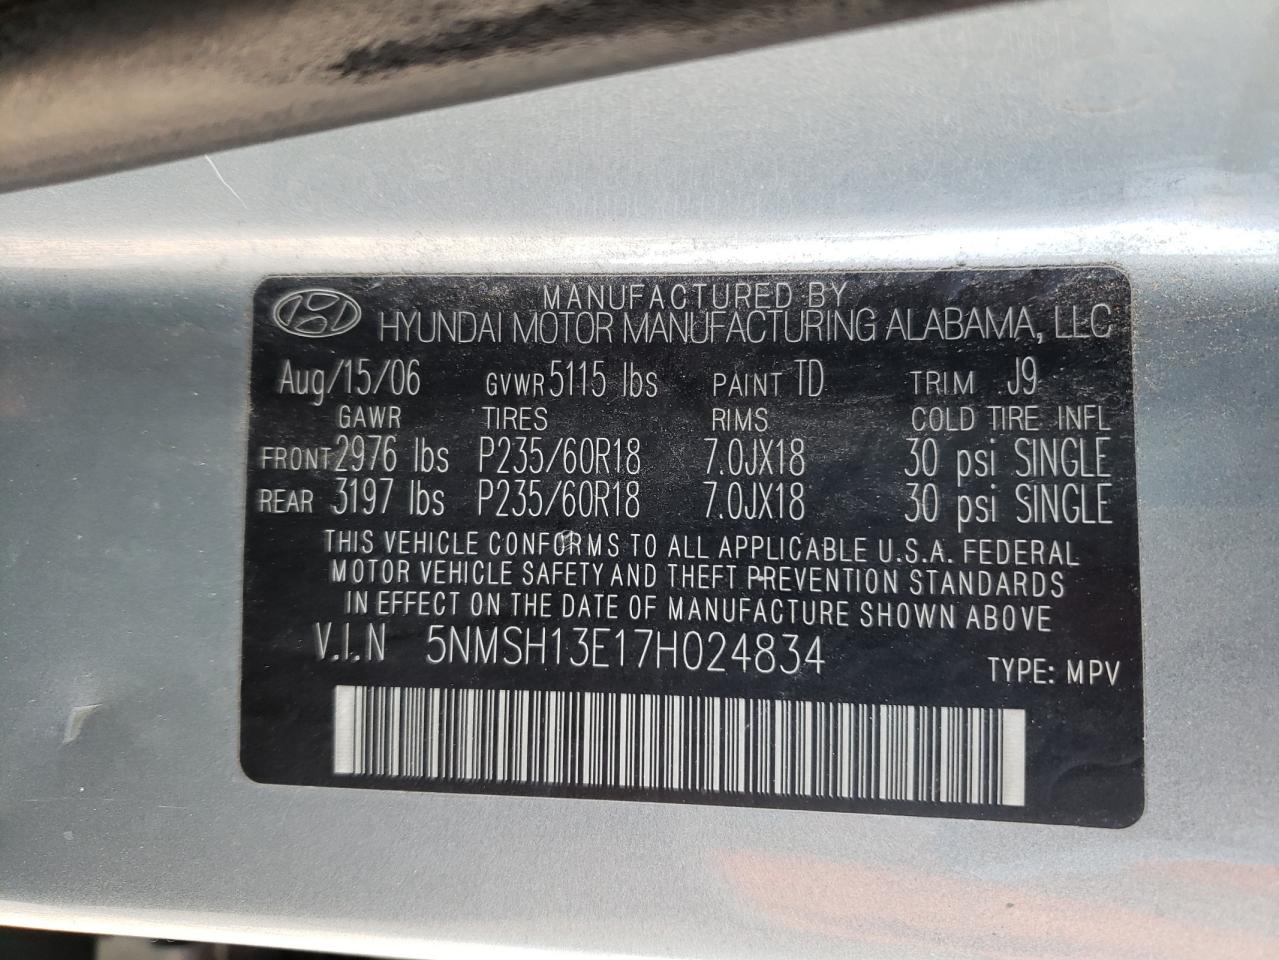 MANUFACTURED BY
HYUNDAI MOTOR MANUFACTURING ALABAMA, LLC
Aug/15/06 GVWR 5115 lbs PAINT TD TRIM J9
GAWR TIRES RIMS COLD TIRE INFL
FRONT 2976 lbs P235/60R18 7.0JX18 30 psi SINGLE
REAR 3197 lbs P235/60R18 7.0JX18 30 psi SINGLE
THIS VEHICLE CONFORMS TO ALL APPLICABLE U.S.A. FEDERAL
MOTOR VEHICLE SAFETY AND THEFT PREVENTION STANDARDS
IN EFFECT ON THE DATE OF MANUFACTURE SHOWN ABOVE
V.I.N 5NMSH13E17H024834 TYPE: MPV